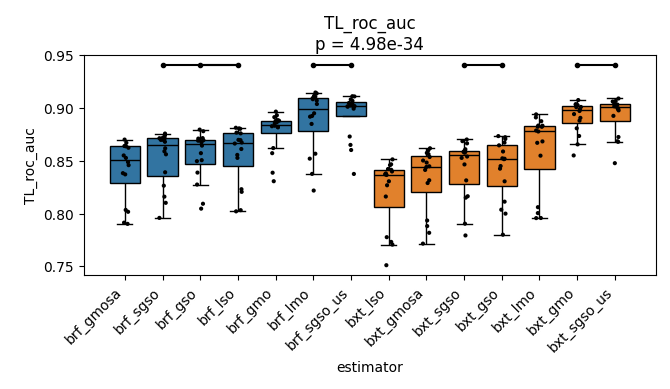 TL_roc_auc
p = 4.98e-34
TL_roc_auc
0.95
0.90
0.85
0.80
0.75
brf_gmosa
brf_sgso
brf_gso
brf_lso
brf_gmo
brf_lmo
brf_sgso_us
bxt_lso
bxt_gmosa
bxt_sgso
bxt_gso
bxt_lmo
bxt_gmo
bxt_sgso_us
estimator